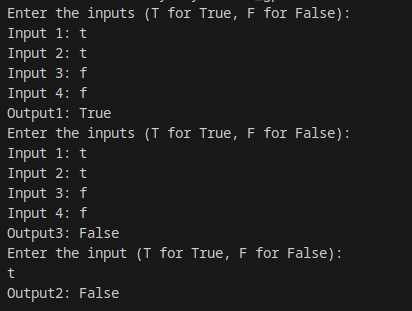 Enter the inputs (T for True, F for False):
Input 1: t
Input 2: t
Input 3: f
Input 4: f
Output1: True
Enter the inputs (T for True, F for False):
Input 1: t
Input 2: t
Input 3: f
Input 4: f
Output3: False
Enter the input (T for True, F for False):
t
Output2: False